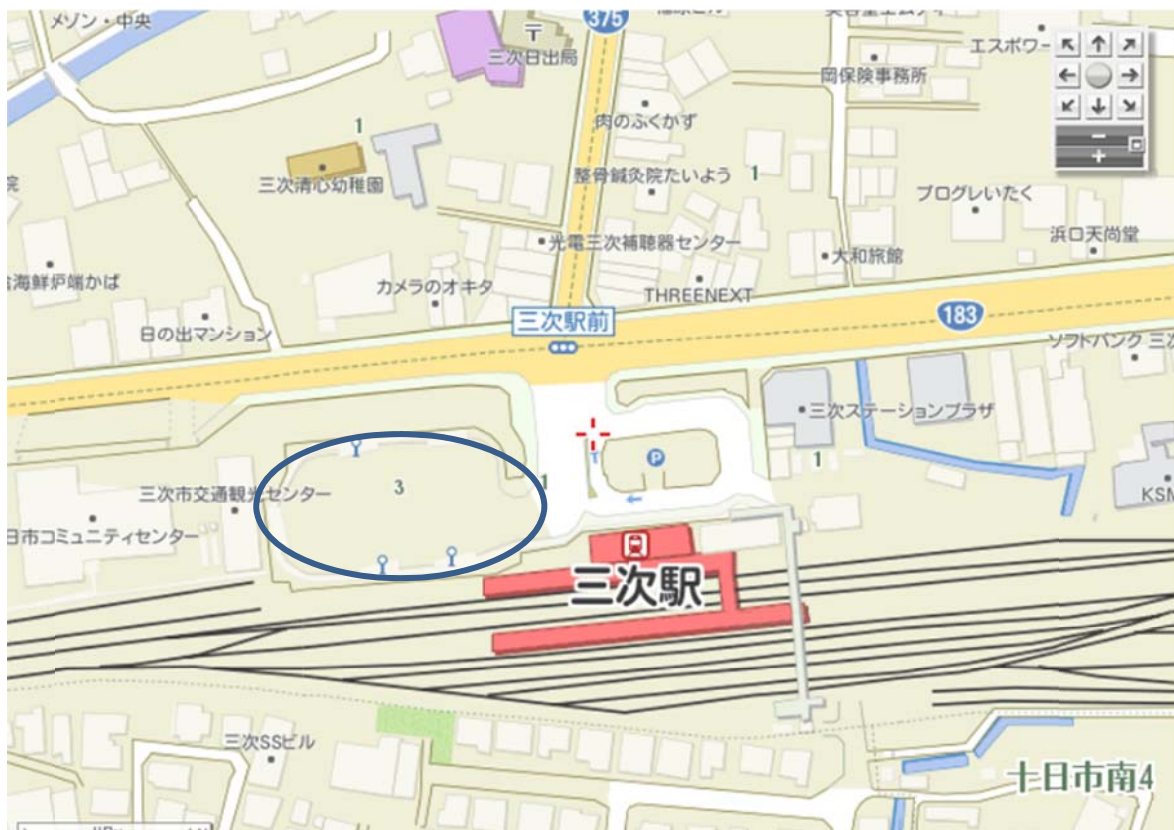 メゾン・中央
375
三次日出局
エスポワー
岡保険事務所
1
肉のふくかず
三次清心幼稚園
整骨鍼灸院たいよう
1
プログレいたく
光電三次補聴器センター
浜口天尚堂
大和旅館
海鮮炉端かば
カメラのオキタ
THREENEXT
三次駅前
183
日の出マンション
ソフトバンク 三次
三次ステーションプラザ
P
1
1
3
三次市交通観光センター
KSM
日市コミュニティセンター
三次駅
三次SSビル
十日市南4